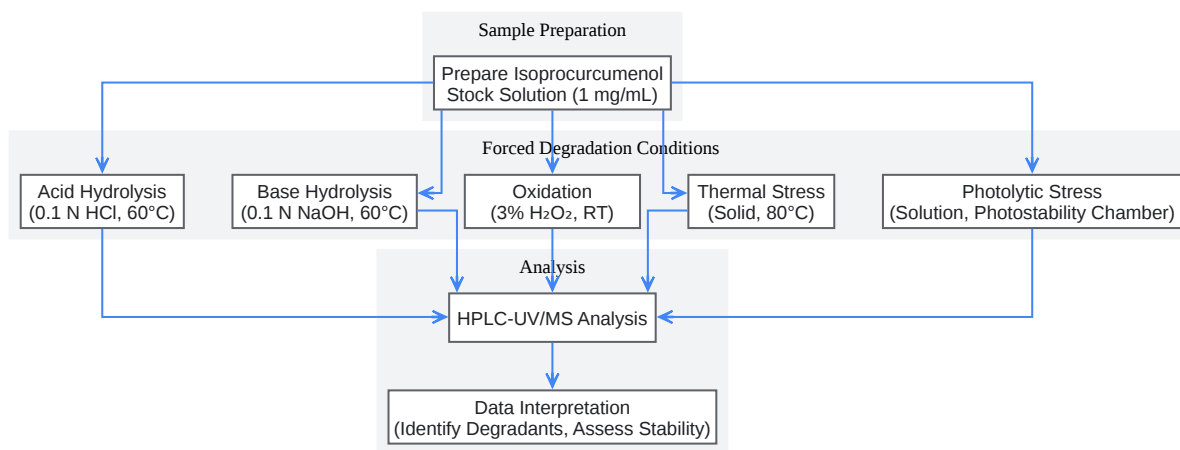 Sample Preparation
Prepare Isoprocurcumenol
Stock Solution (1 mg/mL)
Forced Degradation Conditions
Acid Hydrolysis
(0.1 N HCl, 60°C)
Base Hydrolysis
(0.1 N NaOH, 60°C)
Oxidation
(3% H₂O₂, RT)
Thermal Stress
(Solid, 80°C)
Photolytic Stress
(Solution, Photostability Chamber)
Analysis
HPLC-UV/MS Analysis
Data Interpretation
(Identify Degradants, Assess Stability)